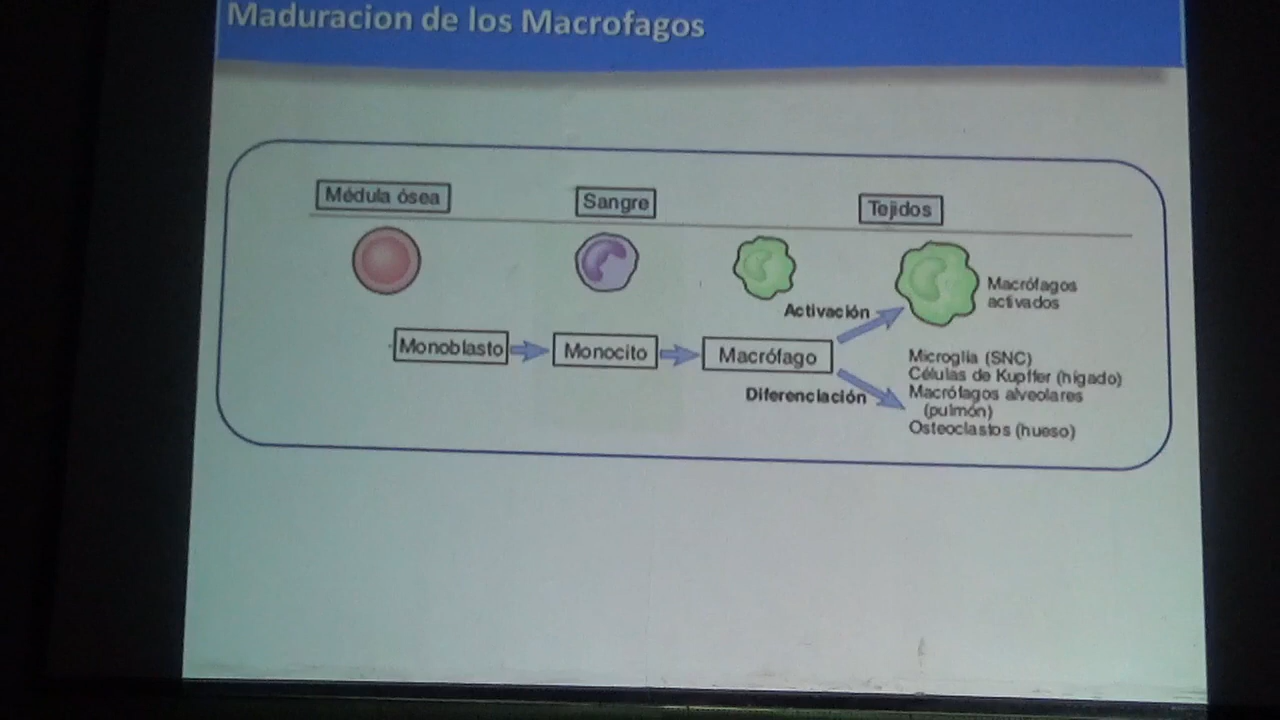 Maduracion de los Macrofagos
Médula ósea
Sangre
Tejidos
Macrófagos
activados
Activación
Monoblasto
Monocito
Macrófago
Diferenciación
Microglia (SNC)
Células de Kupffer (hígado)
Macrófagos alveolares
(pulmón)
Osteoclastos (hueso)